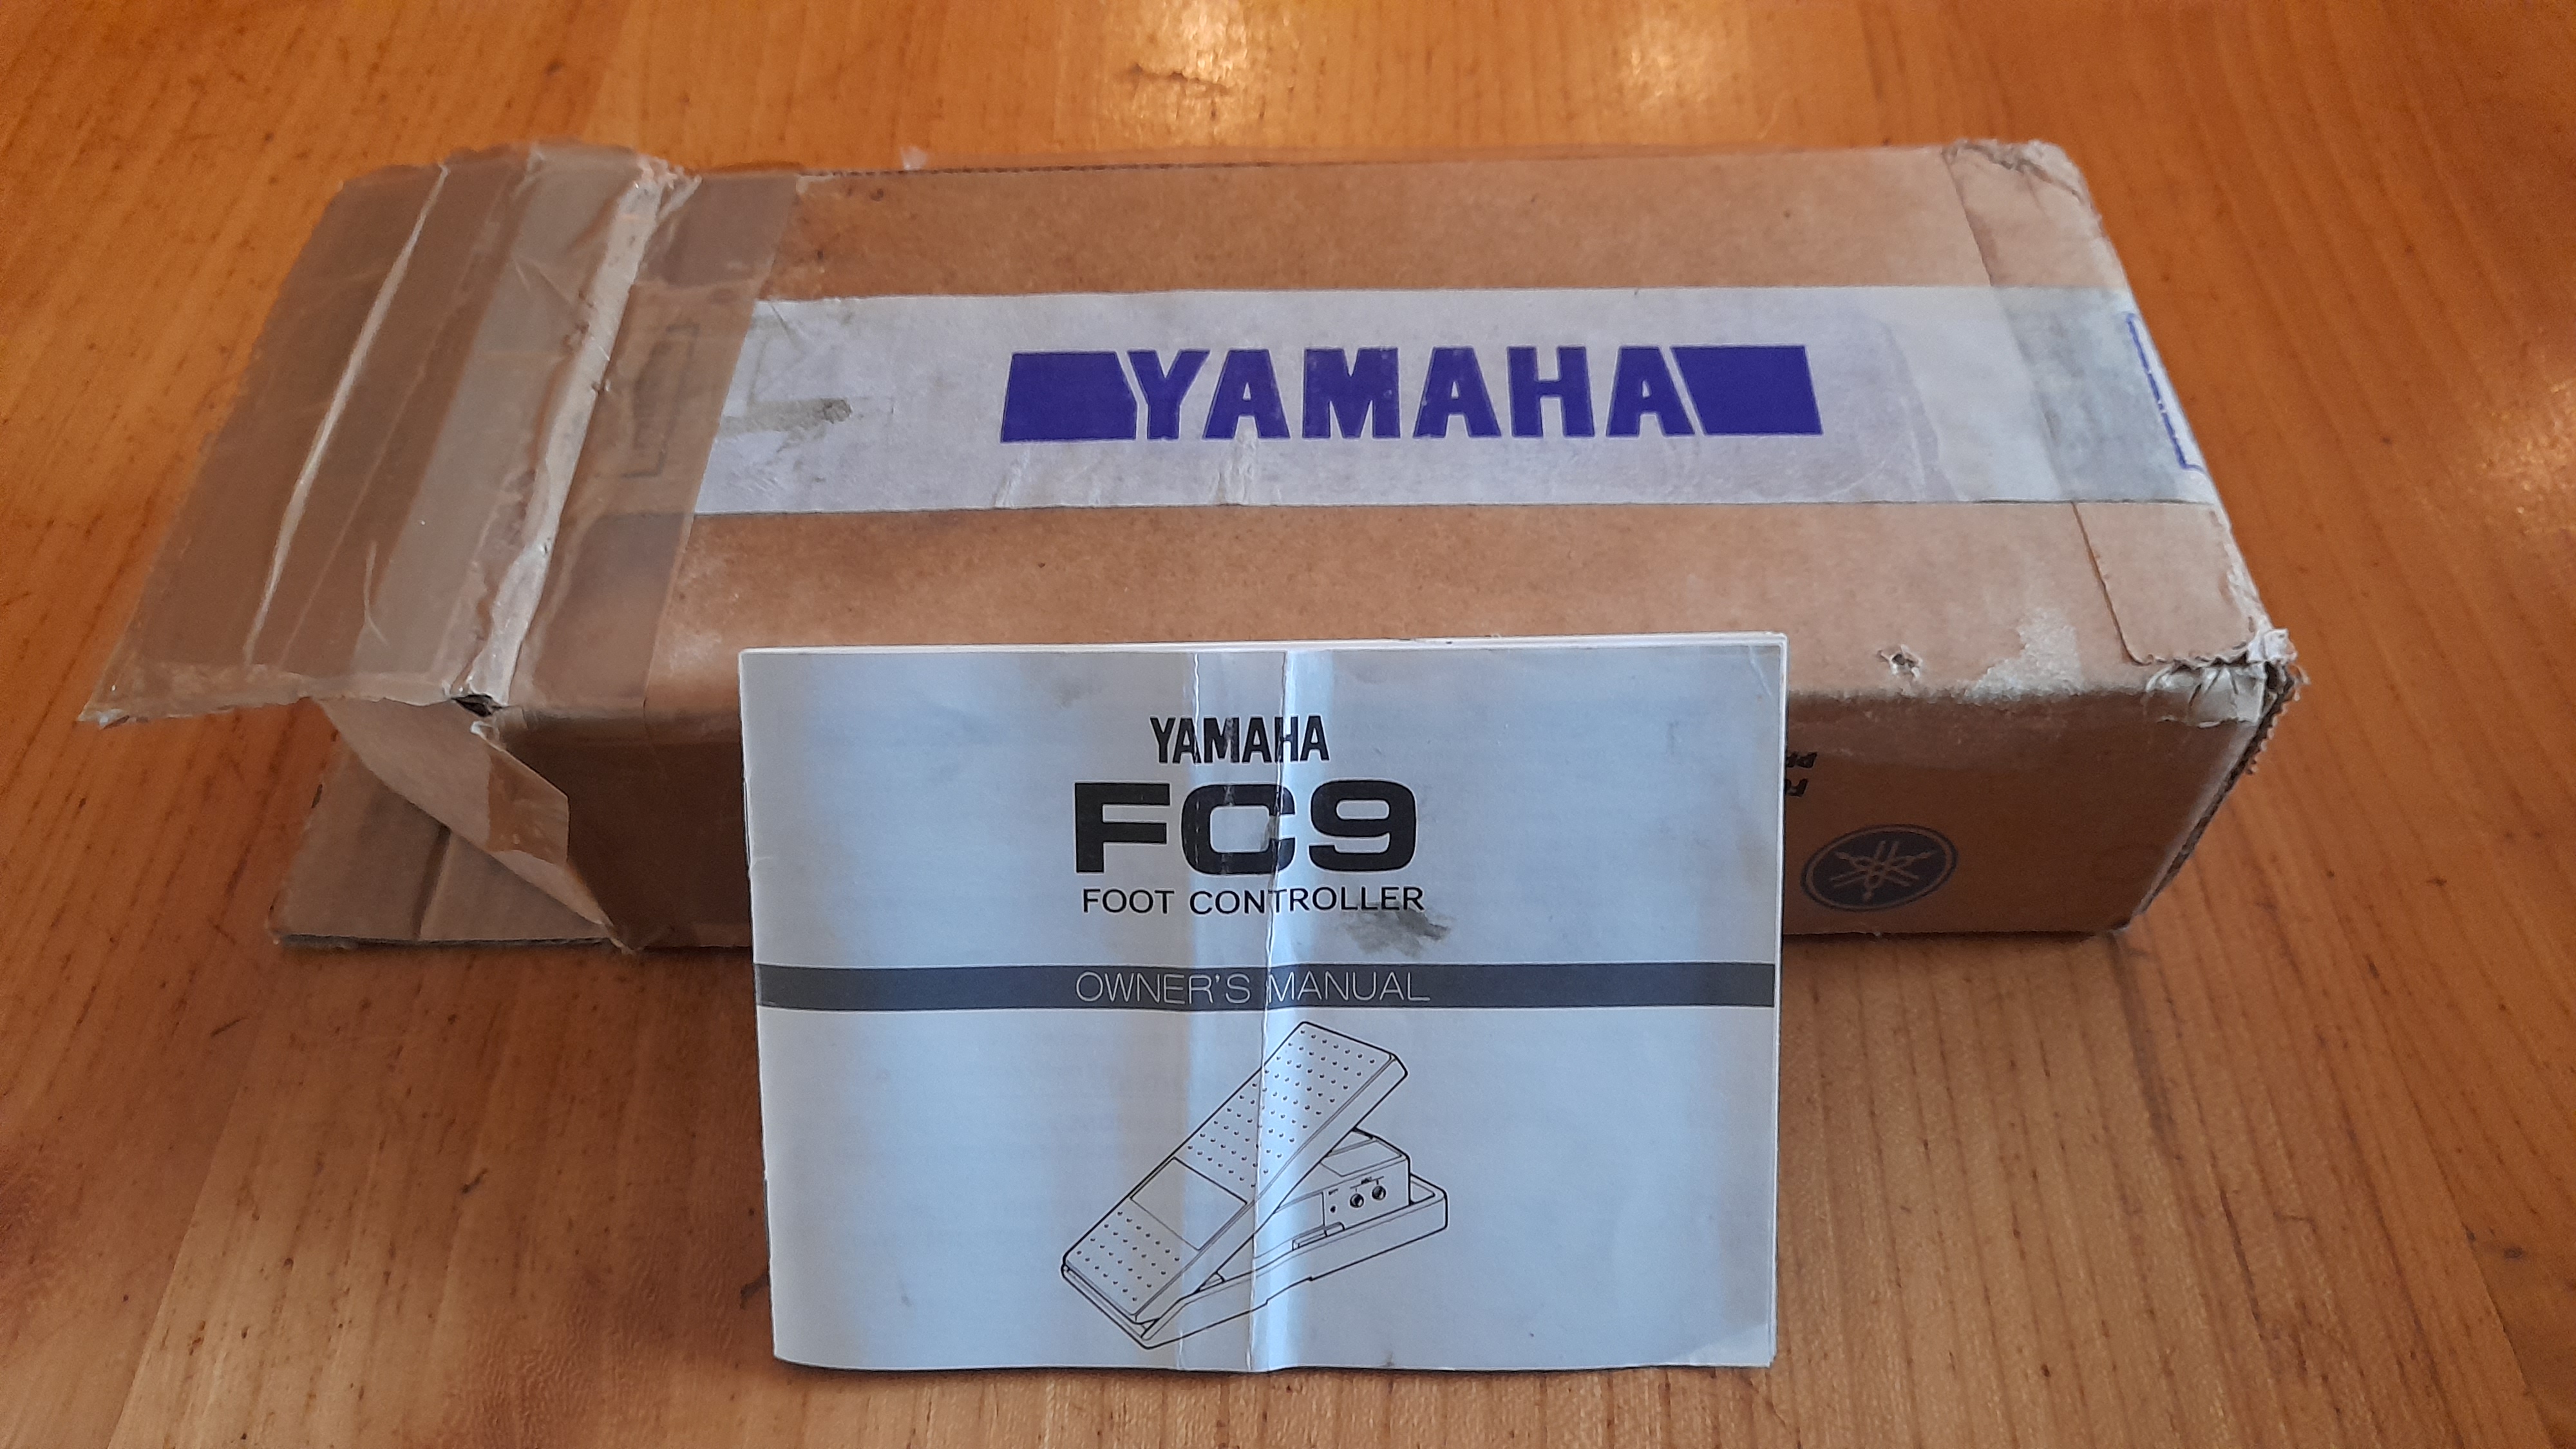 YAMAHA
YAMAHA
FC9
FOOT CONTROLLER
OWNER'S MANUAL